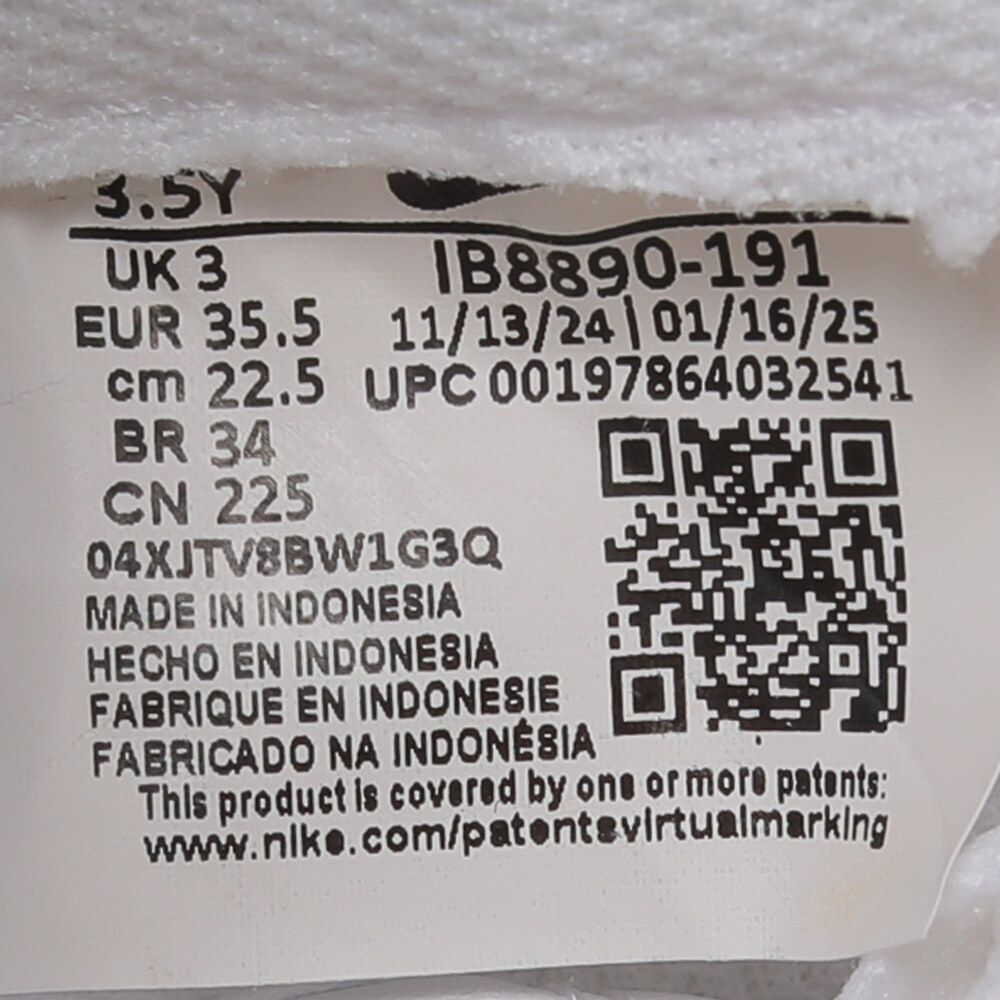 3.5Y
UK 3
EUR 35.5
cm 22.5
BR 34
CN 225
IB8890-191
11/13/24 | 01/16/25
UPC 00197864032541
04XJTV8BW1G3Q
MADE IN INDONESIA
HECHO EN INDONESIA
FABRIQUE EN INDONESIE
FABRICADO NA INDONÉSIA
This product is covered by one or more patents:
www.nike.com/patentsvirtualmarking